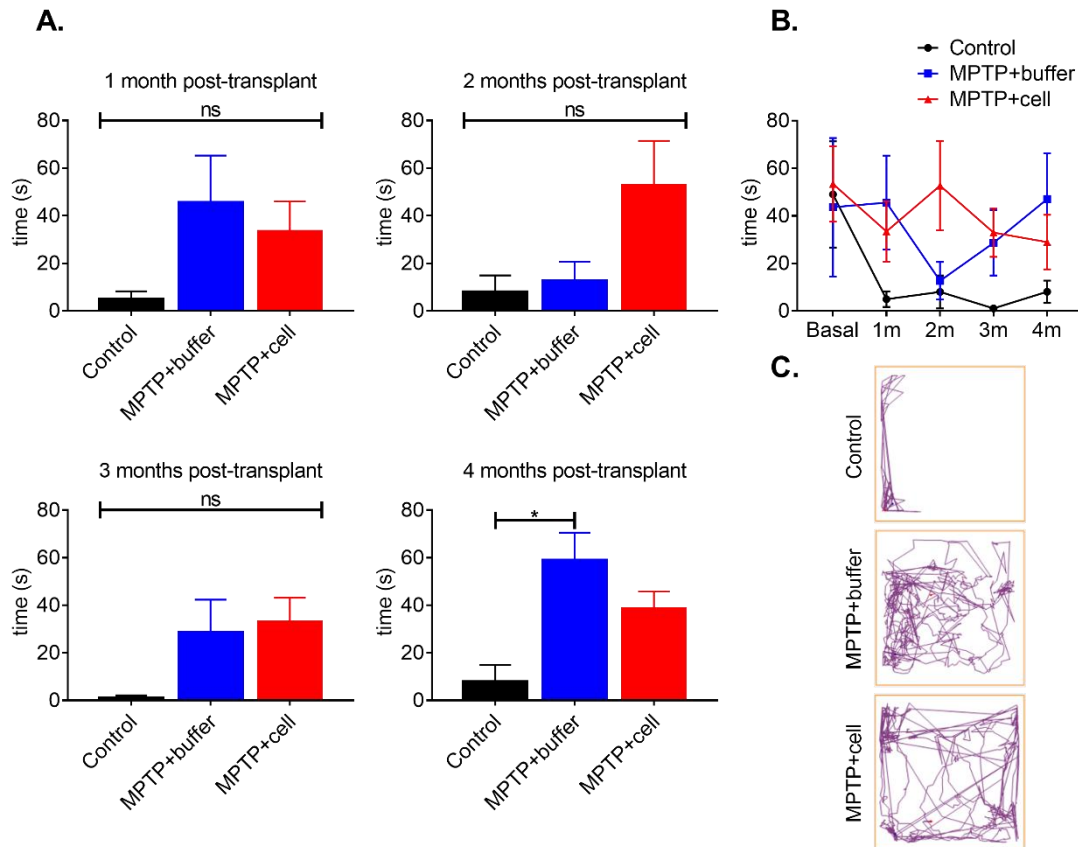 A.
1 month post-transplant
ns
80
60
40
20
0
time (s)
Control
MPTP+buffer
MPTP+cell
2 months post-transplant
ns
80
60
40
20
0
time (s)
Control
MPTP+buffer
MPTP+cell
3 months post-transplant
ns
80
60
40
20
0
time (s)
Control
MPTP+buffer
MPTP+cell
4 months post-transplant
*
80
60
40
20
0
time (s)
Control
MPTP+buffer
MPTP+cell
B.
Control
MPTP+buffer
MPTP+cell
80
60
40
20
0
time (s)
Basal 1m 2m 3m 4m
C.
Control
MPTP+buffer
MPTP+cell